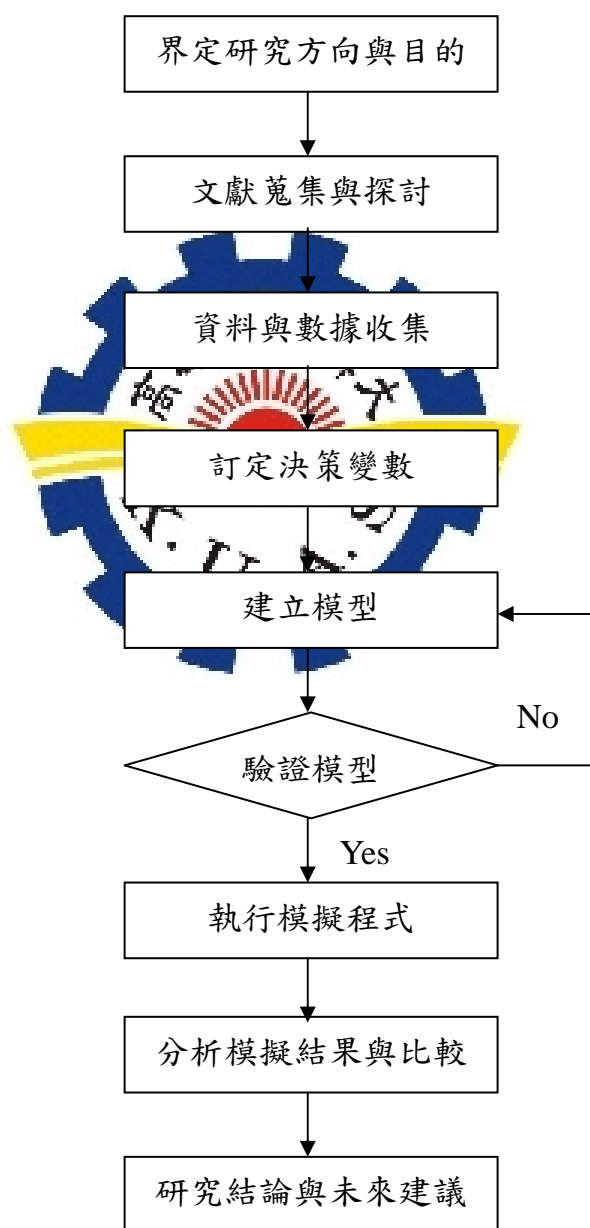 界定研究方向與目的
文獻蒐集與探討
資料與數據收集
訂定決策變數
建立模型
No
驗證模型
Yes
執行模擬程式
分析模擬結果與比較
研究結論與未來建議